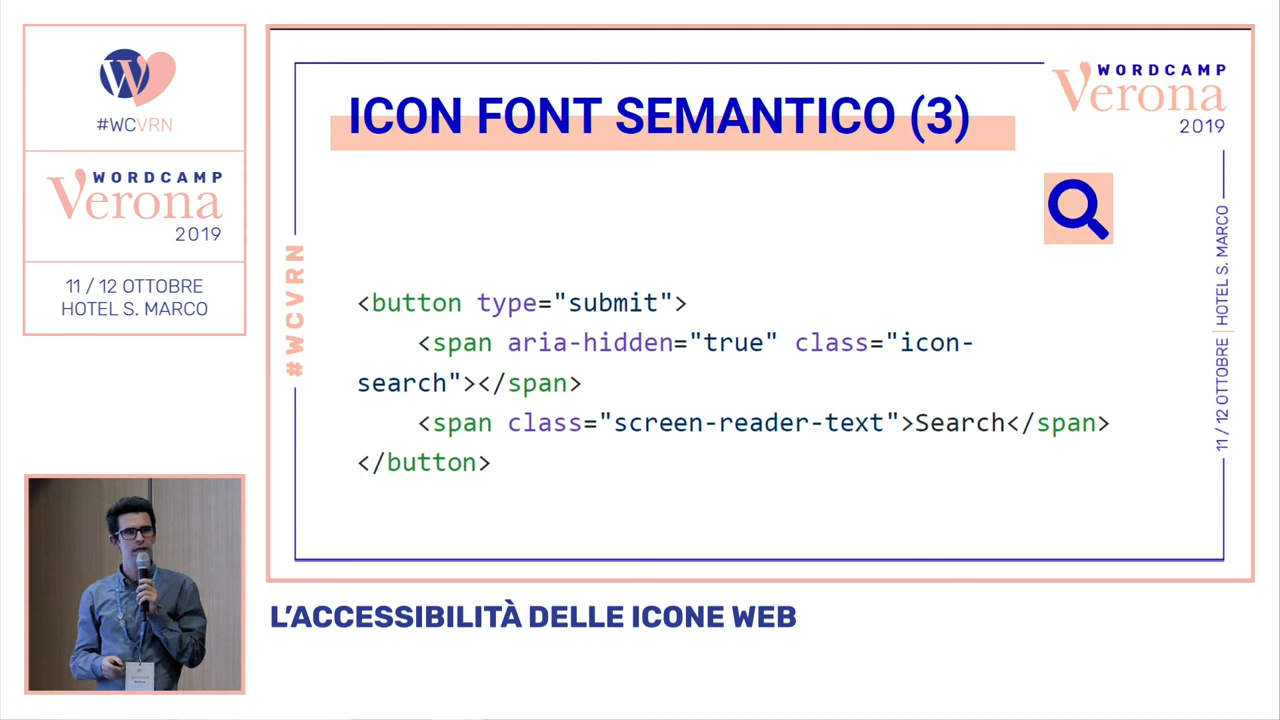 #WCVRN
WORDCAMP
Verona
2019
11 / 12 OTTOBRE
HOTEL S. MARCO
ICON FONT SEMANTICO (3)
WORDCAMP
Verona
2019
#WCVRN
11 / 12 OTTOBRE | HOTEL S. MARCO
<button type="submit">
<span aria-hidden="true" class="icon-
search"></span>
<span class="screen-reader-text">Search</span>
</button>
L'ACCESSIBILITÀ DELLE ICONE WEB